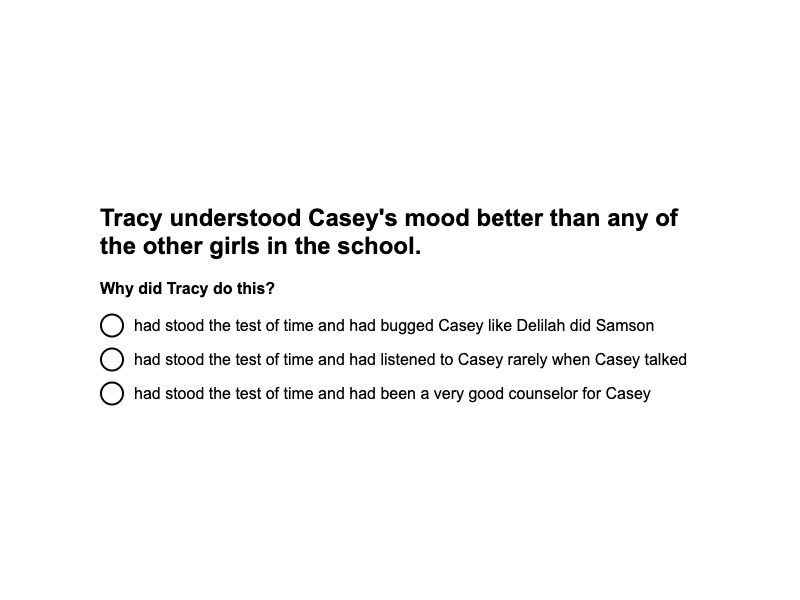 Tracy understood Casey's mood better than any of
the other girls in the school.
Why did Tracy do this?
had stood the test of time and had bugged Casey like Delilah did Samson
had stood the test of time and had listened to Casey rarely when Casey talked
had stood the test of time and had been a very good counselor for Casey